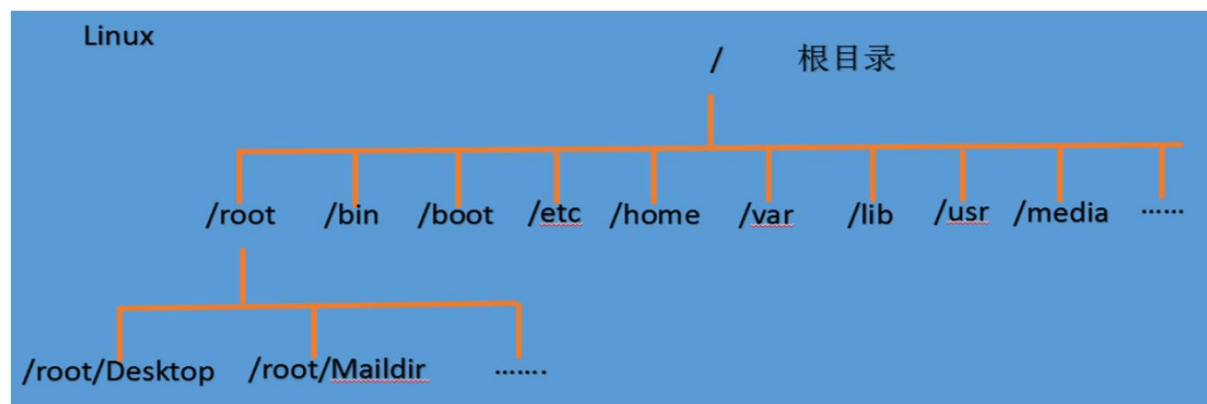 Linux
/ 根目录
/root /bin /boot /etc /home /var /lib /usr /media ……
/root/Desktop /root/Maildir …….